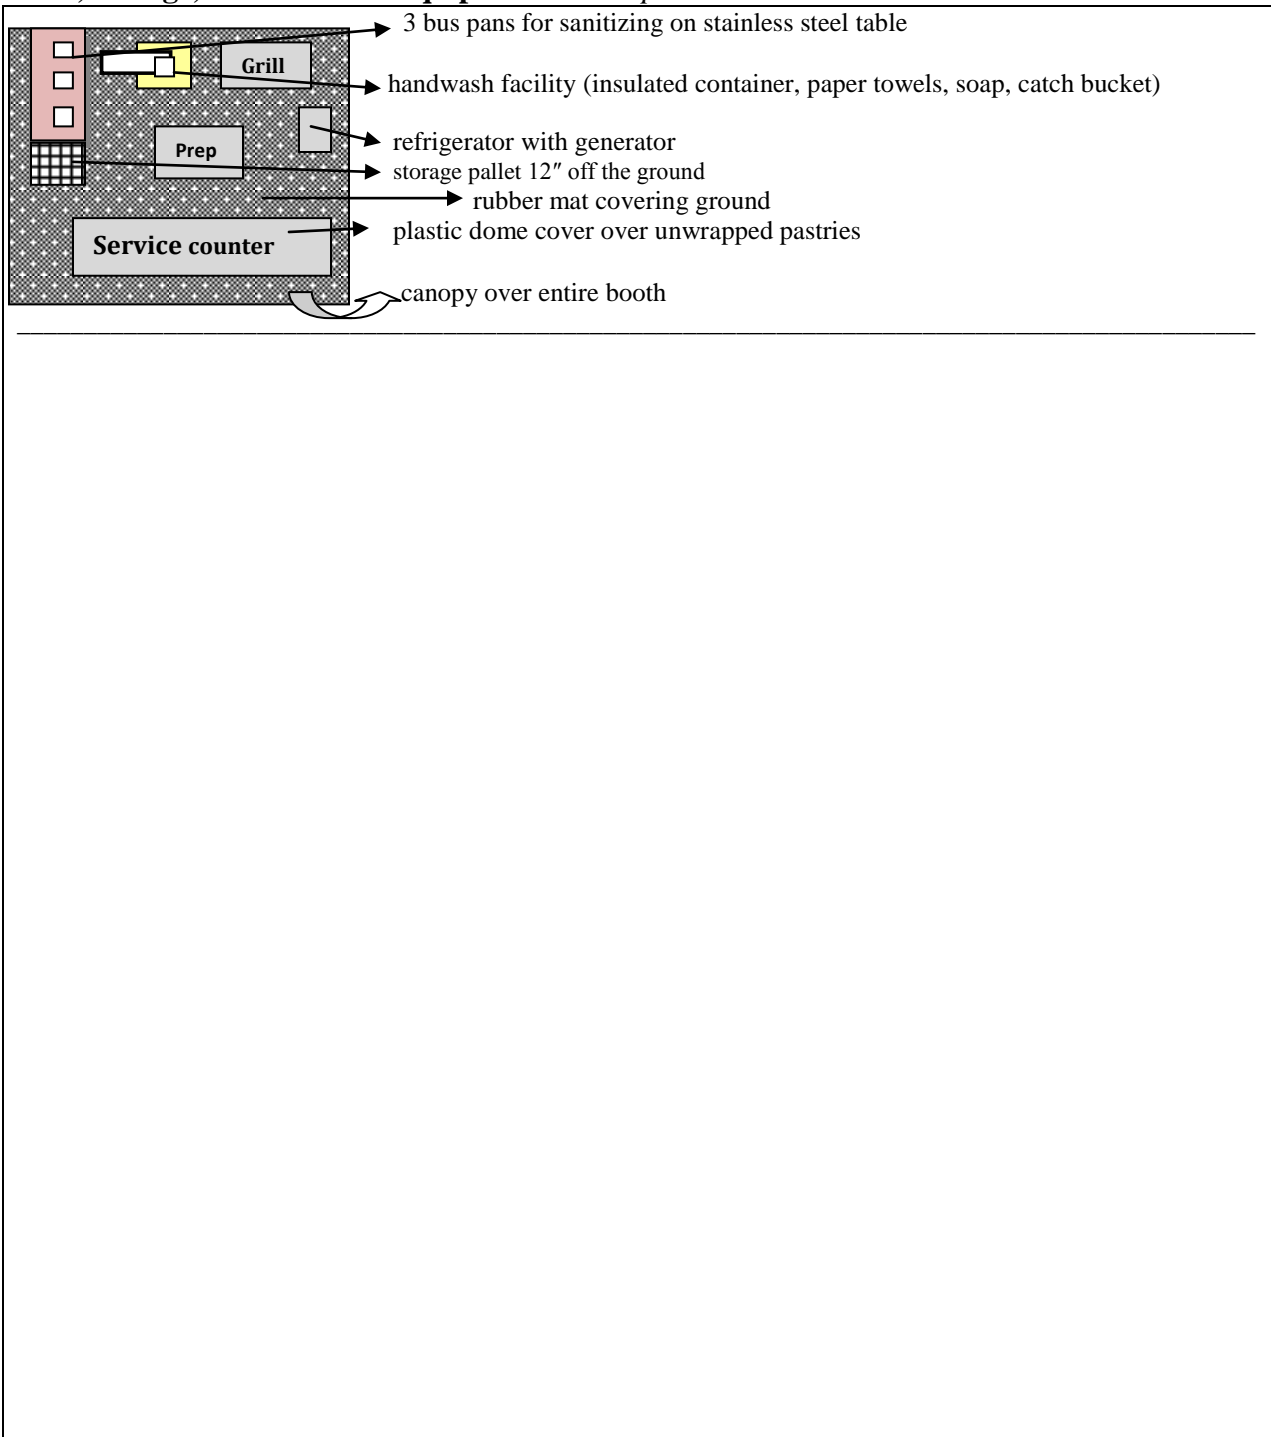 3 bus pans for sanitizing on stainless steel table
Grill
handwash facility (insulated container, paper towels, soap, catch bucket)
refrigerator with generator
Prep
storage pallet 12″ off the ground
rubber mat covering ground
plastic dome cover over unwrapped pastries
Service counter
canopy over entire booth